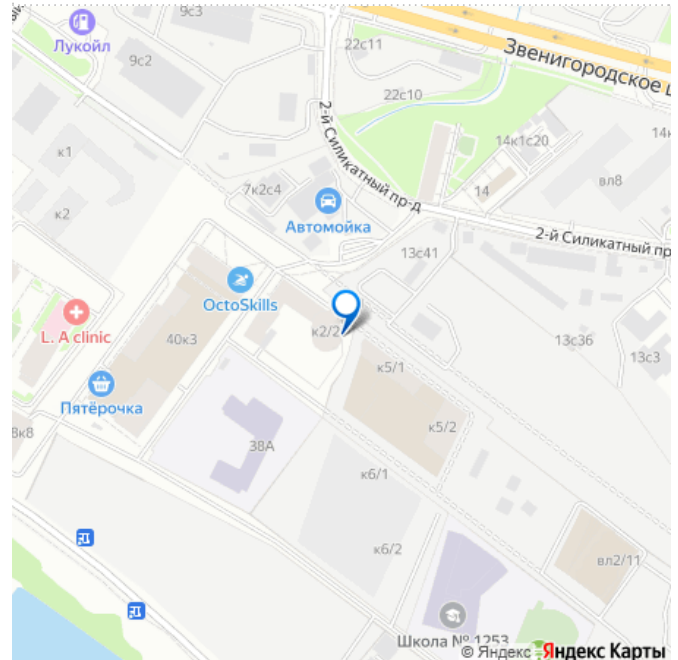 9с3
Лукойл
9с2
22с11
Звенигородское ш
22с10
2-й Силикатный пр-д
14к1с20
14к
к1
7к2с4
14
вл8
к2
Автомойка
2-й Силикатный пр
13с41
OctoSkills
L. A clinic
40к3
к2/2
13с36
13с3
к5/1
Пятёрочка
к5/2
8к8
38А
к6/1
к6/2
вл2/11
Школа № 1253
© Яндекс Яндекс Карты